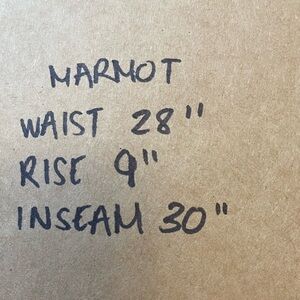 MARMOT
WAIST 28"
RISE 9"
INSEAM 30"